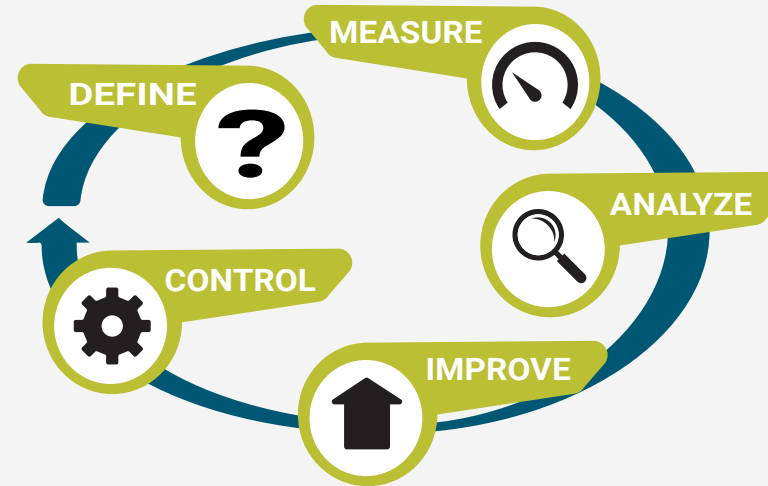 DEFINE
MEASURE
ANALYZE
IMPROVE
CONTROL